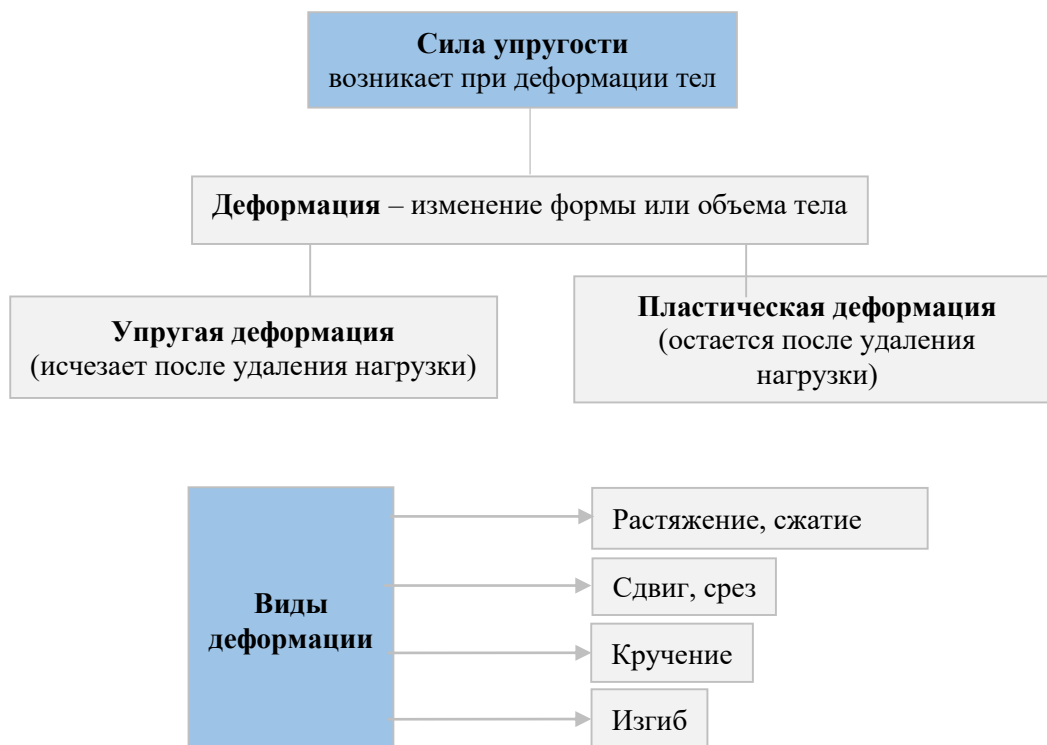 Сила упругости
возникает при деформации тел
Деформация – изменение формы или объема тела
Упругая деформация
(исчезает после удаления нагрузки)
Пластическая деформация
(остается после удаления
нагрузки)
Виды
деформации
Растяжение, сжатие
Сдвиг, срез
Кручение
Изгиб